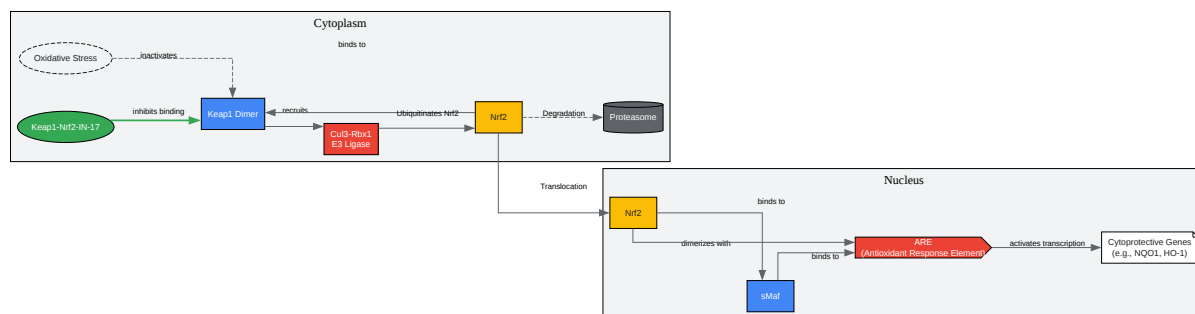 Cytoplasm
binds to
Oxidative Stress
inactivates
inhibits binding
Keap1-Nrf2-IN-17
Keap1 Dimer
recruits
Cul3-Rbx1
E3 Ligase
Ubiquitinates Nrf2
Nrf2
Degradation
Proteasome
Translocation
Nucleus
Nrf2
binds to
dimerizes with
binds to
sMaf
ARE
(Antioxidant Response Element)
activates transcription
Cytoprotective Genes
(e.g., NQO1, HO-1)